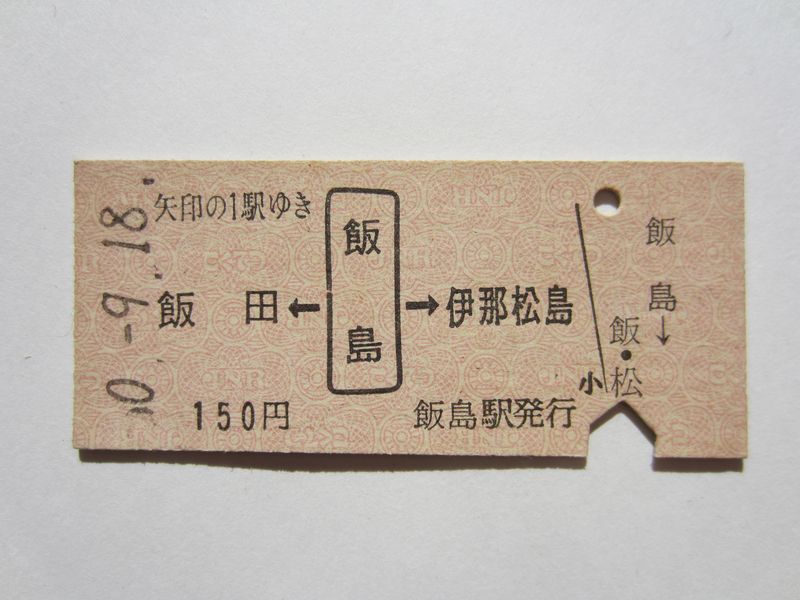 矢印の1駅ゆき
飯田←飯島→伊那松島
150円
飯島駅発行
飯島→
小
飯・松
-9.18.